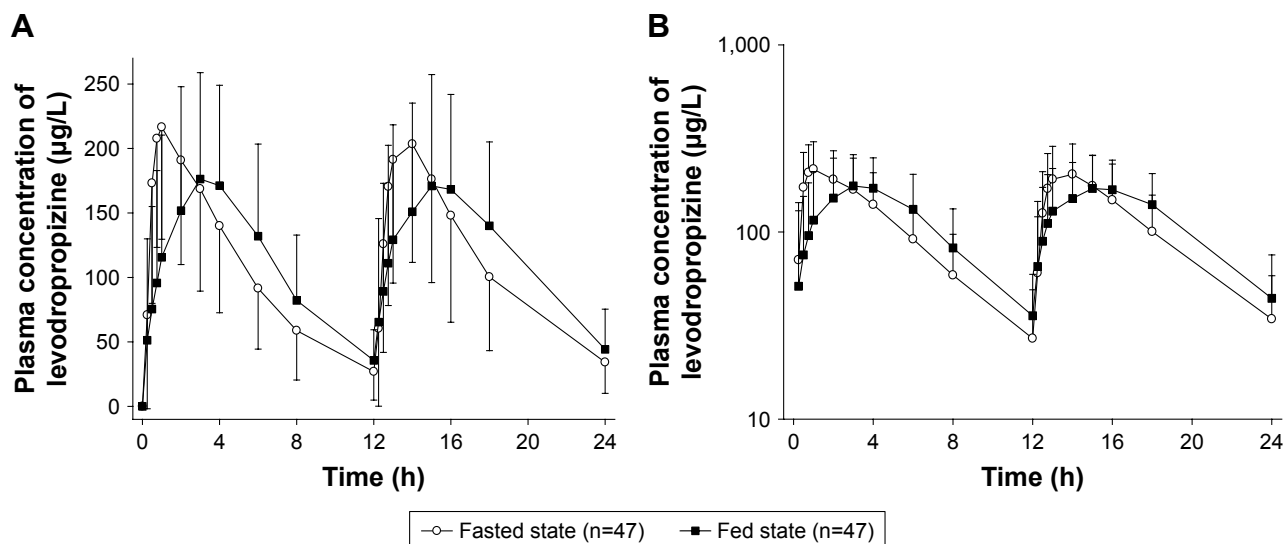 A
Plasma concentration of
levodropropizine (µg/L)
250
200
150
100
50
0
0 4 8 12 16 20 24
Time (h)
B
Plasma concentration of
levodropropizine (µg/L)
1,000
100
10
0 4 8 12 16 20 24
Time (h)
Fasted state (n=47) Fed state (n=47)